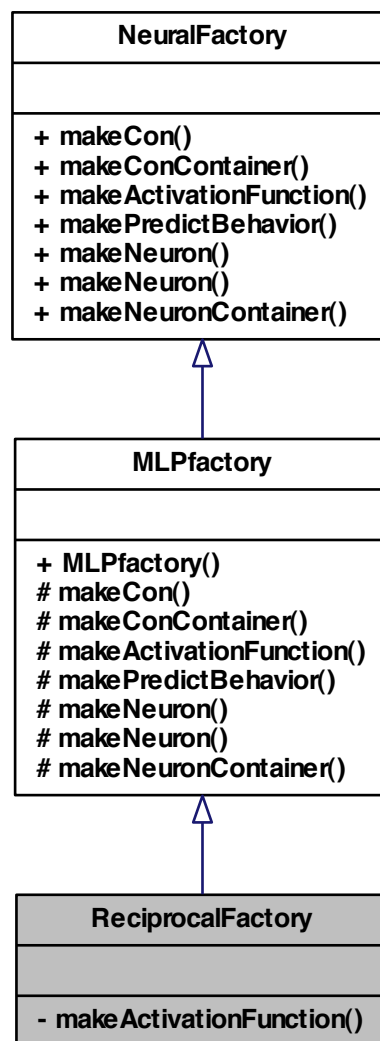 NeuralFactory
+ makeCon()
+ makeConContainer()
+ makeActivationFunction()
+ makePredictBehavior()
+ makeNeuron()
+ makeNeuron()
+ makeNeuronContainer()
MLPfactory
+ MLPfactory()
# makeCon()
# makeConContainer()
# makeActivationFunction()
# makePredictBehavior()
# makeNeuron()
# makeNeuron()
# makeNeuronContainer()
ReciprocalFactory
- makeActivationFunction()